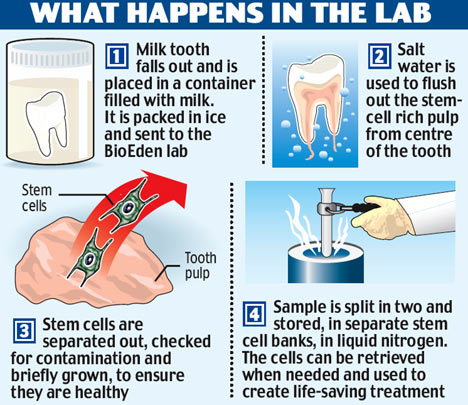 WHAT HAPPENS IN THE LAB
1 Milk tooth
falls out and is
placed in a container
filled with milk.
It is packed in ice
and sent to the
BioEden lab
2 Salt
water is
used to flush
out the stem-
cell rich pulp
from centre
of the tooth
Stem
cells
Tooth
pulp
3 Stem cells are
separated out, checked
for contamination and
briefly grown, to ensure
they are healthy
4 Sample is split in two and
stored, in separate stem
cell banks, in liquid nitrogen.
The cells can be retrieved
when needed and used to
create life-saving treatment